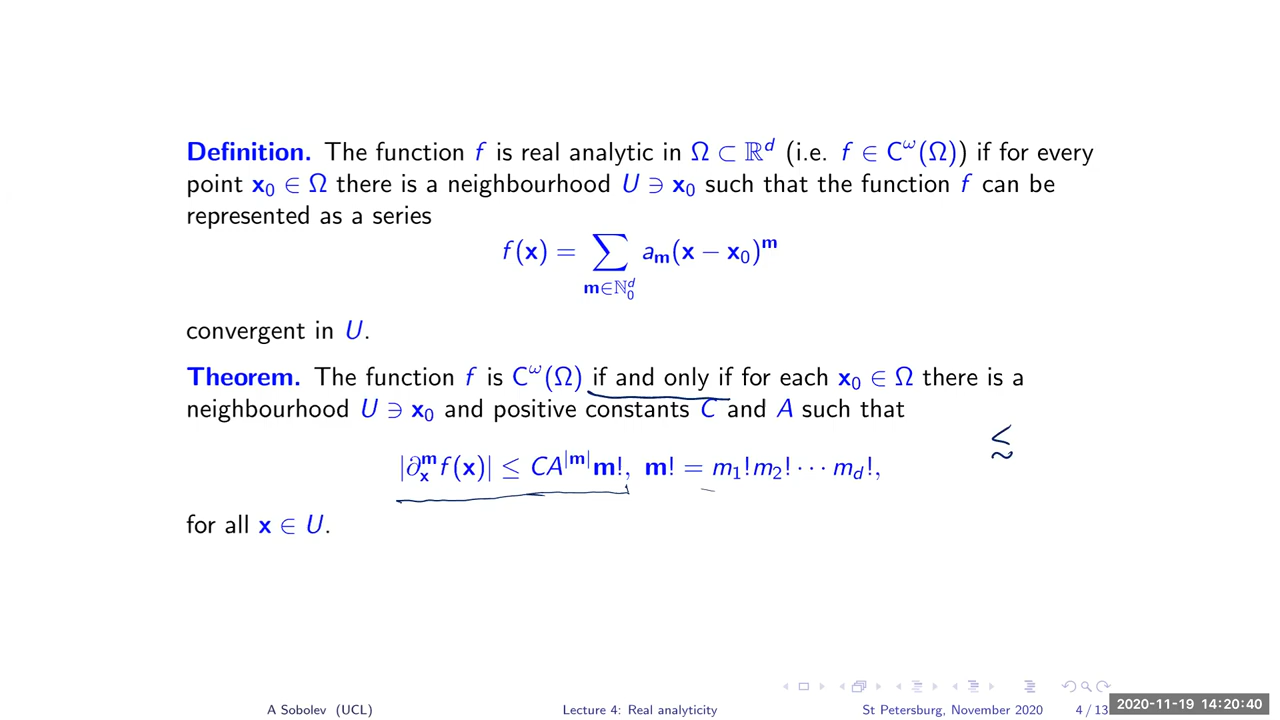 Definition. The function f is real analytic in Ω ⊂ ℝᵈ (i.e. f ∈ C^ω(Ω)) if for every
point x₀ ∈ Ω there is a neighbourhood U ∋ x₀ such that the function f can be
represented as a series
f(x) = ∑_{m∈ℕ₀ᵈ} a_m(x − x₀)^m
convergent in U.
Theorem. The function f is C^ω(Ω) if and only if for each x₀ ∈ Ω there is a
neighbourhood U ∋ x₀ and positive constants C and A such that
≲
|∂_x^m f(x)| ≤ CA^{|m|}m!, m! = m₁!m₂! ⋯ m_d!,
for all x ∈ U.
A Sobolev (UCL) Lecture 4: Real analyticity St Petersburg, November 2020 4 / 13
2020-11-19 14:20:40